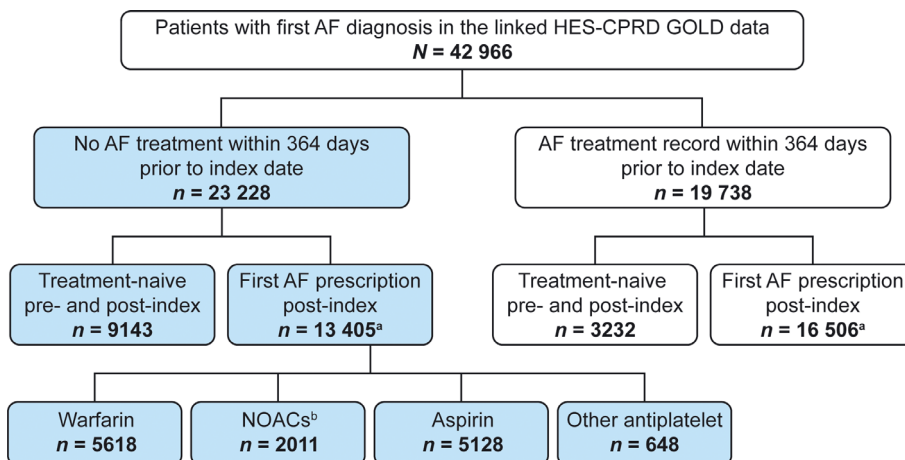 Patients with first AF diagnosis in the linked HES-CPRD GOLD data
N = 42 966
No AF treatment within 364 days
prior to index date
n = 23 228
AF treatment record within 364 days
prior to index date
n = 19 738
Treatment-naive
pre- and post-index
n = 9143
First AF prescription
post-index
n = 13 405ᵃ
Treatment-naive
pre- and post-index
n = 3232
First AF prescription
post-index
n = 16 506ᵃ
Warfarin
n = 5618
NOACsᵇ
n = 2011
Aspirin
n = 5128
Other antiplatelet
n = 648